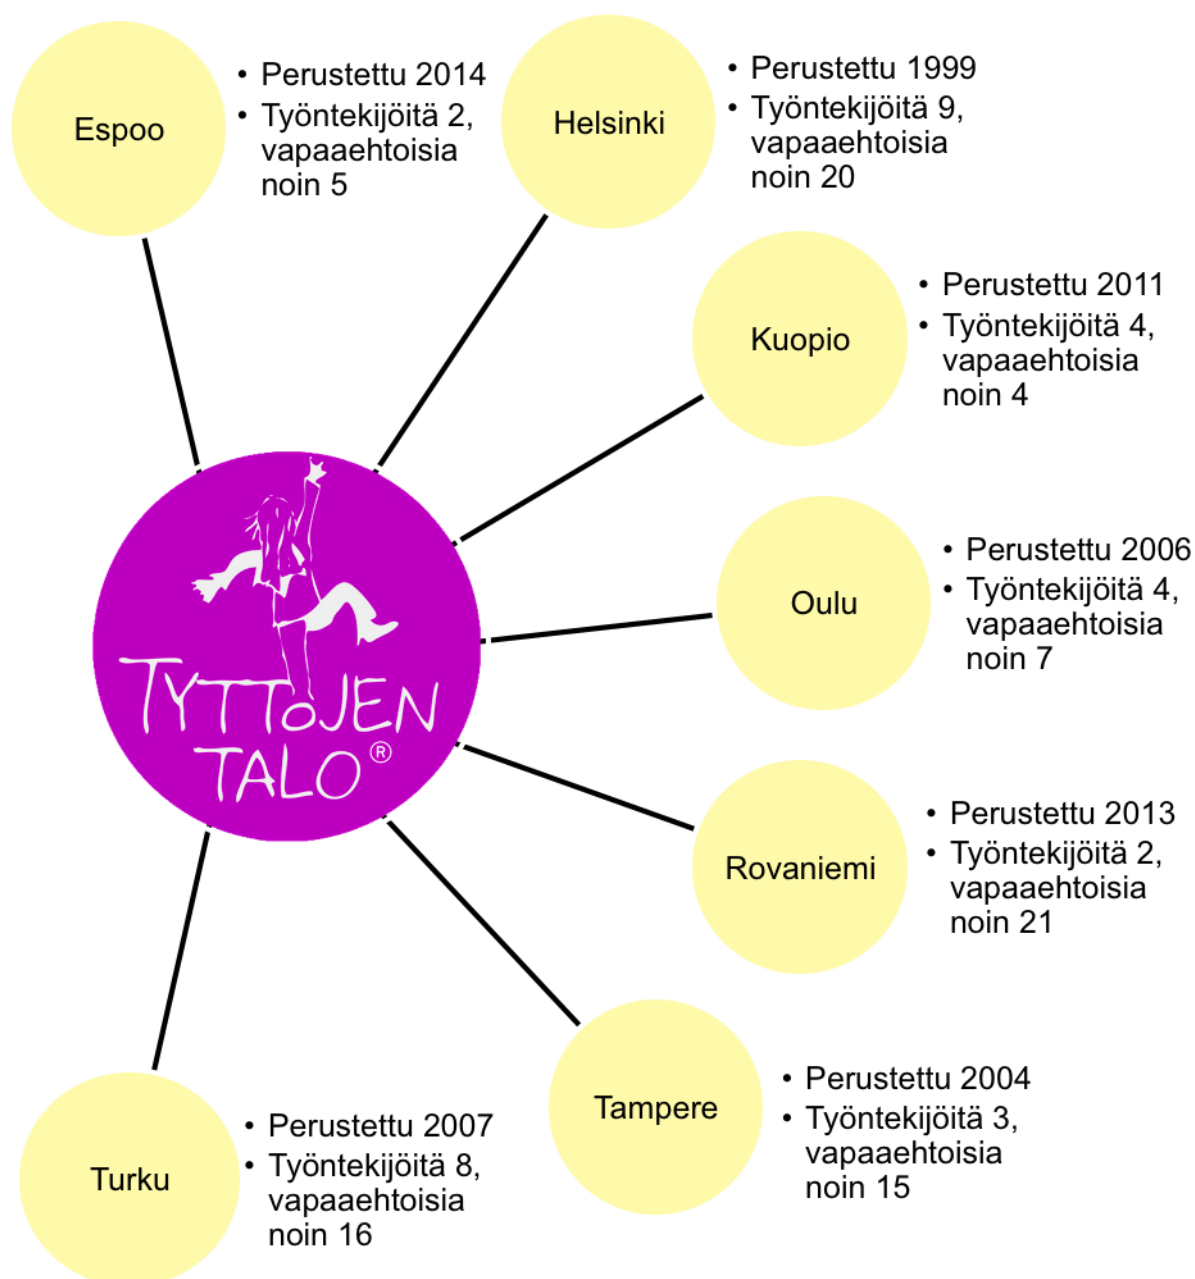 Espoo
• Perustettu 2014
• Työntekijöitä 2,
vapaaehtoisia
noin 5
Helsinki
• Perustettu 1999
• Työntekijöitä 9,
vapaaehtoisia
noin 20
Kuopio
• Perustettu 2011
• Työntekijöitä 4,
vapaaehtoisia
noin 4
Oulu
• Perustettu 2006
• Työntekijöitä 4,
vapaaehtoisia
noin 7
TYTTöJEN
TALO®
Rovaniemi
• Perustettu 2013
• Työntekijöitä 2,
vapaaehtoisia
noin 21
Tampere
• Perustettu 2004
• Työntekijöitä 3,
vapaaehtoisia
noin 15
Turku
• Perustettu 2007
• Työntekijöitä 8,
vapaaehtoisia
noin 16